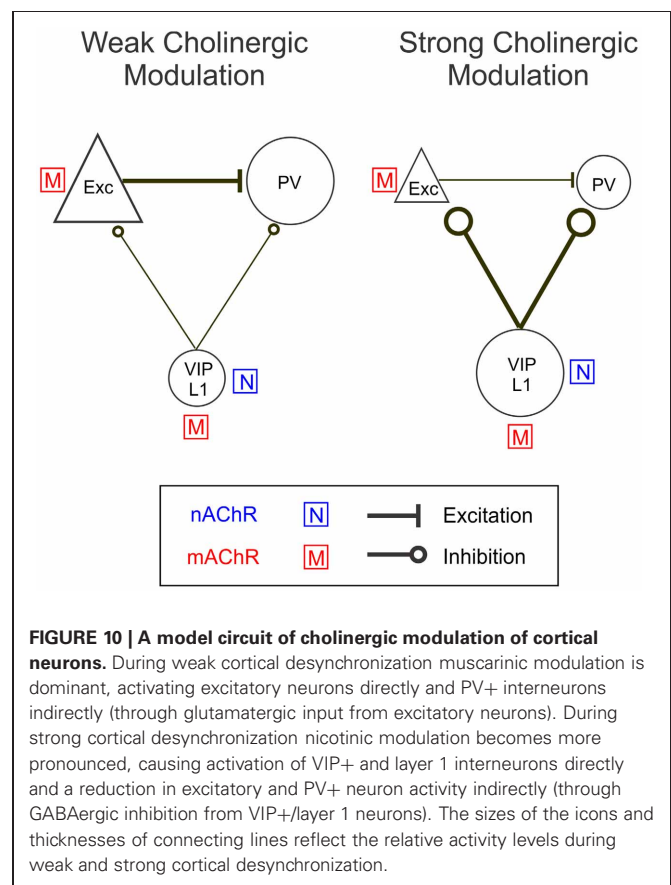 Weak Cholinergic
Modulation
Strong Cholinergic
Modulation
M
Exc
PV
VIP
L1
N
M
M
Exc
PV
VIP
L1
N
M
nAChR N Excitation
mAChR M Inhibition
FIGURE 10 | A model circuit of cholinergic modulation of cortical
neurons. During weak cortical desynchronization muscarinic modulation is
dominant, activating excitatory neurons directly and PV+ interneurons
indirectly (through glutamatergic input from excitatory neurons). During
strong cortical desynchronization nicotinic modulation becomes more
pronounced, causing activation of VIP+ and layer 1 interneurons directly
and a reduction in excitatory and PV+ neuron activity indirectly (through
GABAergic inhibition from VIP+/layer 1 neurons). The sizes of the icons and
thicknesses of connecting lines reflect the relative activity levels during
weak and strong cortical desynchronization.